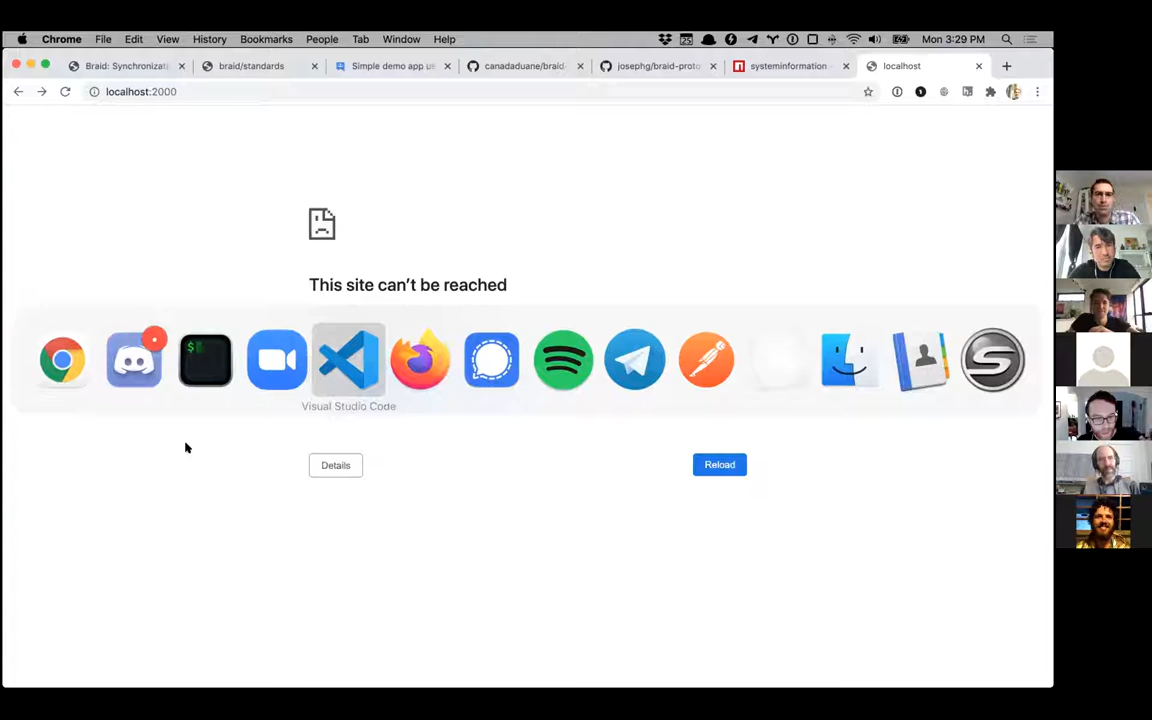 Chrome File Edit View History Bookmarks People Tab Window Help Mon 3:29 PM
Braid: Synchronizati braid/standards Simple demo app us canadaduane/braid- josephg/braid-proto systeminformation - localhost
localhost:2000
This site can't be reached
$
Visual Studio Code
Details Reload